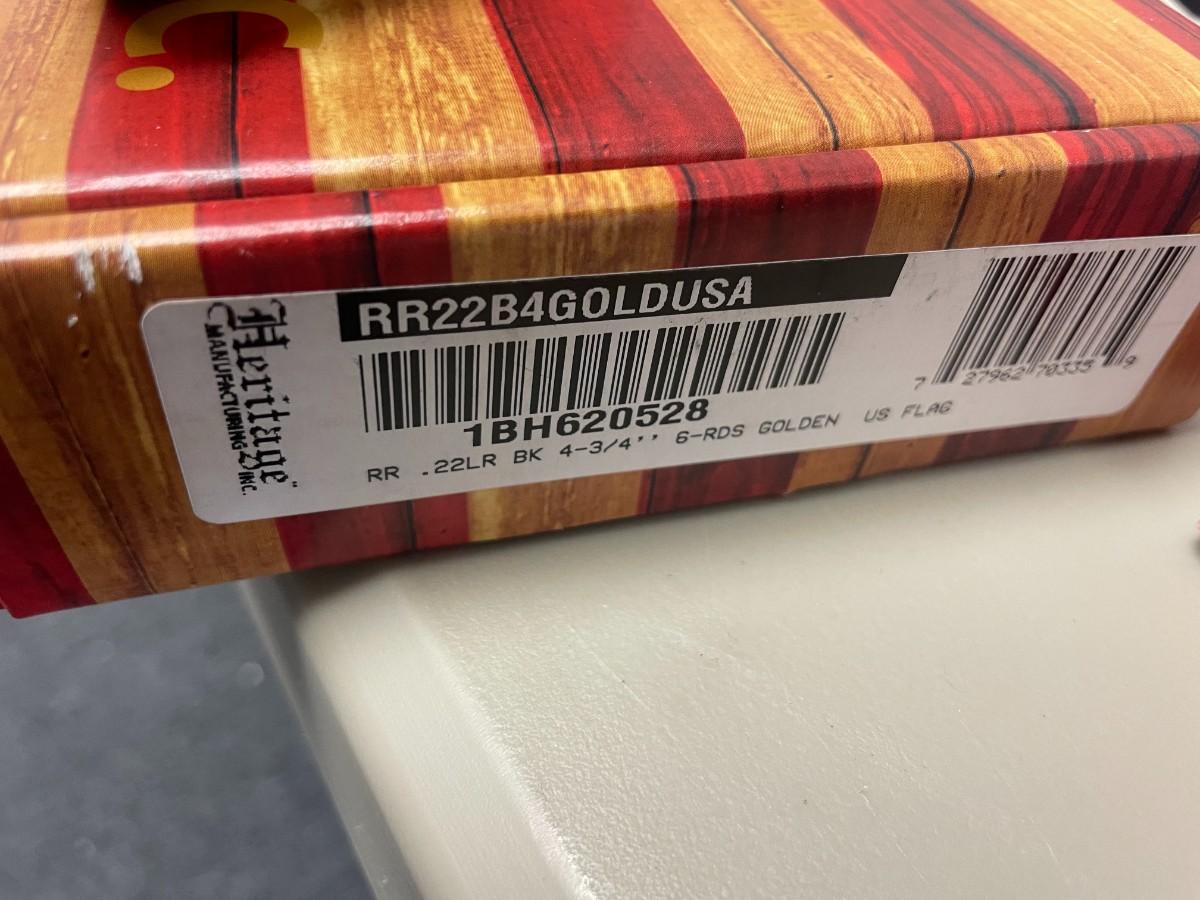 C.
Heritage™
MANUFACTURING INC.
RR22B4GOLDUSA
1BH620528
RR .22LR BK 4-3/4'' 6-RDS GOLDEN US FLAG
7 27962 70335 9